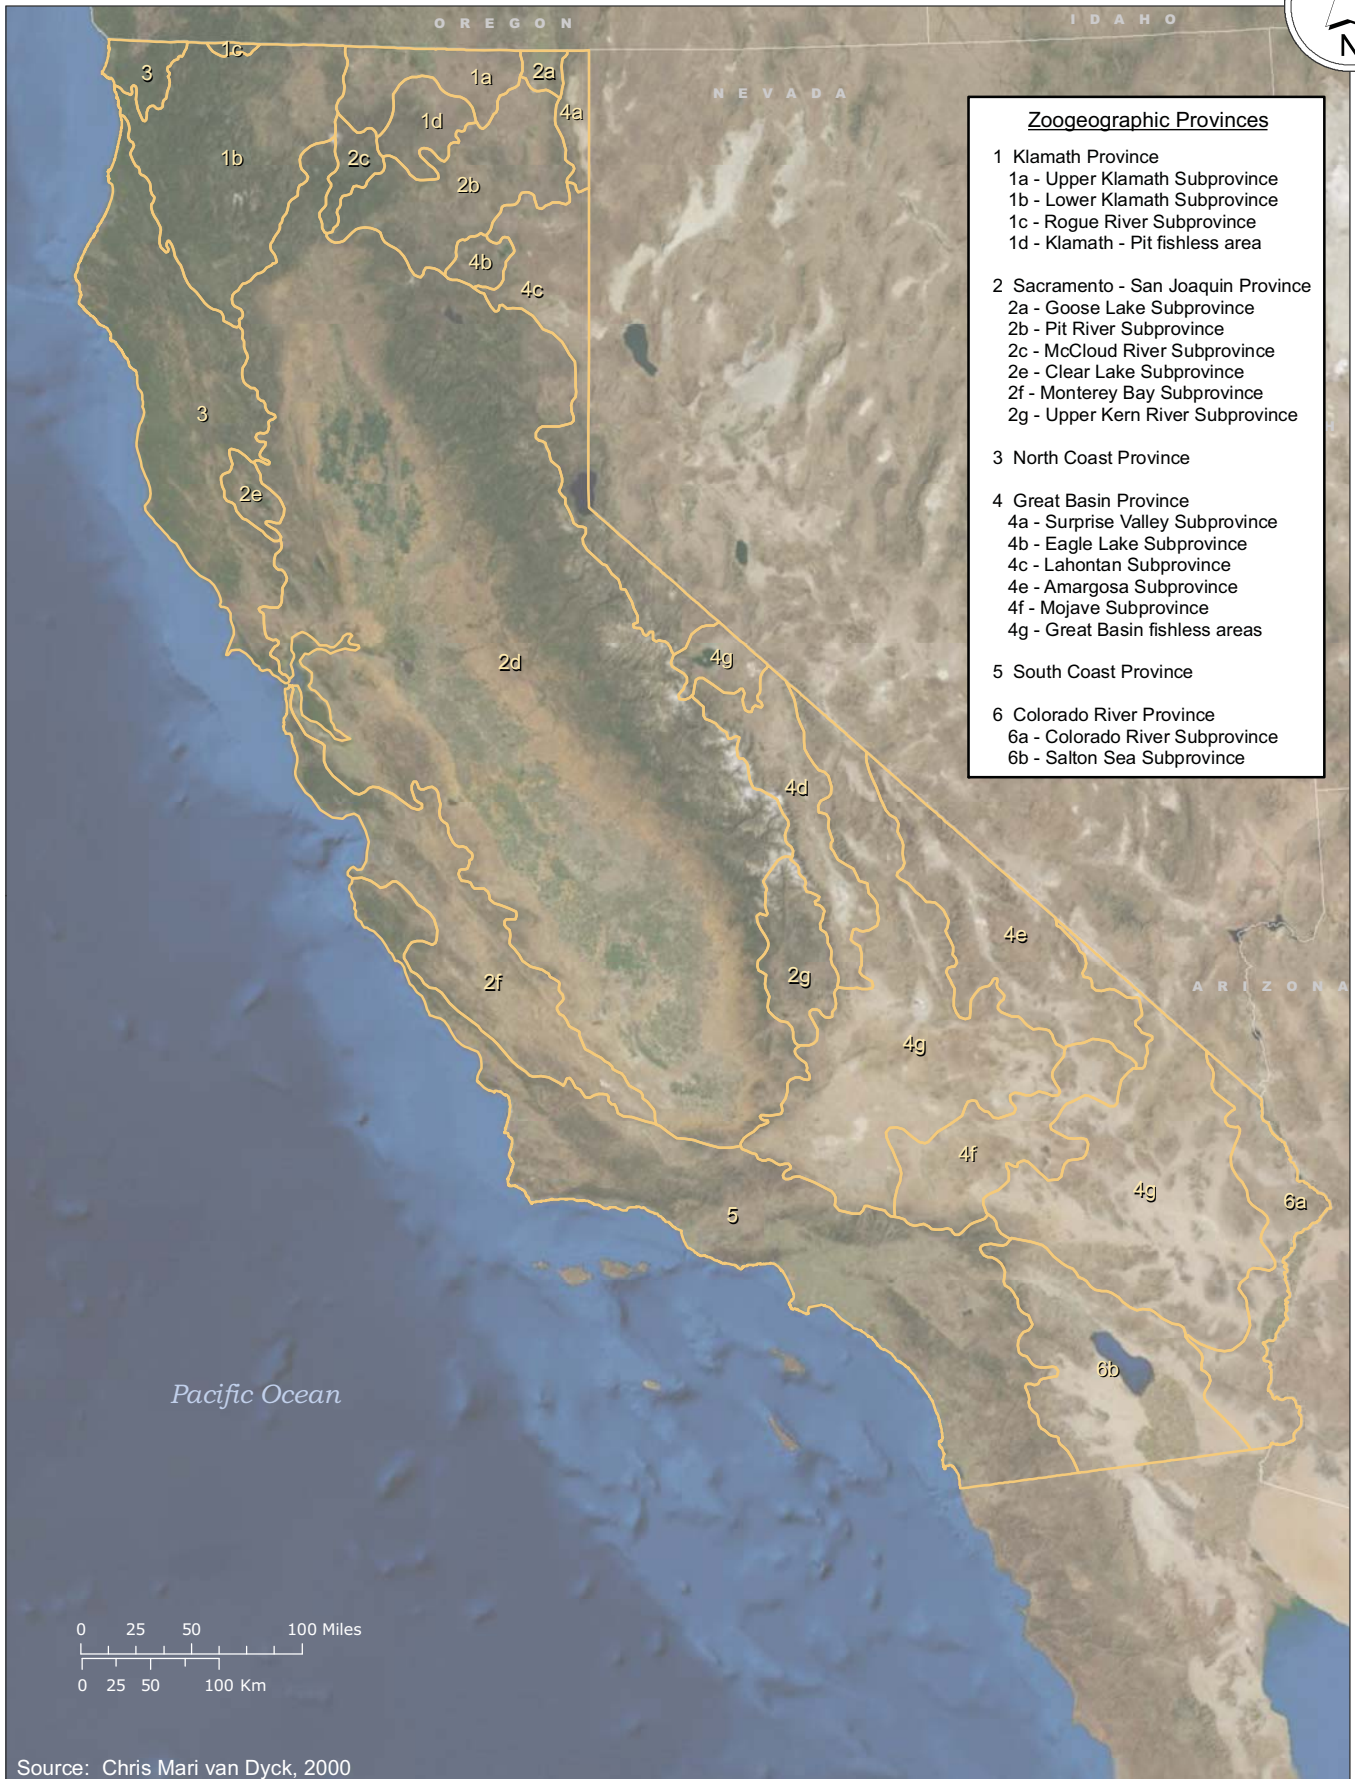 OREGON
IDAHO
N
NEVADA
ARIZONA
Zoogeographic Provinces
1 Klamath Province
1a - Upper Klamath Subprovince
1b - Lower Klamath Subprovince
1c - Rogue River Subprovince
1d - Klamath - Pit fishless area
2 Sacramento - San Joaquin Province
2a - Goose Lake Subprovince
2b - Pit River Subprovince
2c - McCloud River Subprovince
2e - Clear Lake Subprovince
2f - Monterey Bay Subprovince
2g - Upper Kern River Subprovince
3 North Coast Province
4 Great Basin Province
4a - Surprise Valley Subprovince
4b - Eagle Lake Subprovince
4c - Lahontan Subprovince
4e - Amargosa Subprovince
4f - Mojave Subprovince
4g - Great Basin fishless areas
5 South Coast Province
6 Colorado River Province
6a - Colorado River Subprovince
6b - Salton Sea Subprovince
1c
3
1a
2a
4a
1d
1b
2c
2b
4b
4c
3
2e
2d
4g
4d
4e
2g
2f
4g
4f
4g
6a
5
6b
Pacific Ocean
0 25 50 100 Miles
0 25 50 100 Km
Source: Chris Mari van Dyck, 2000